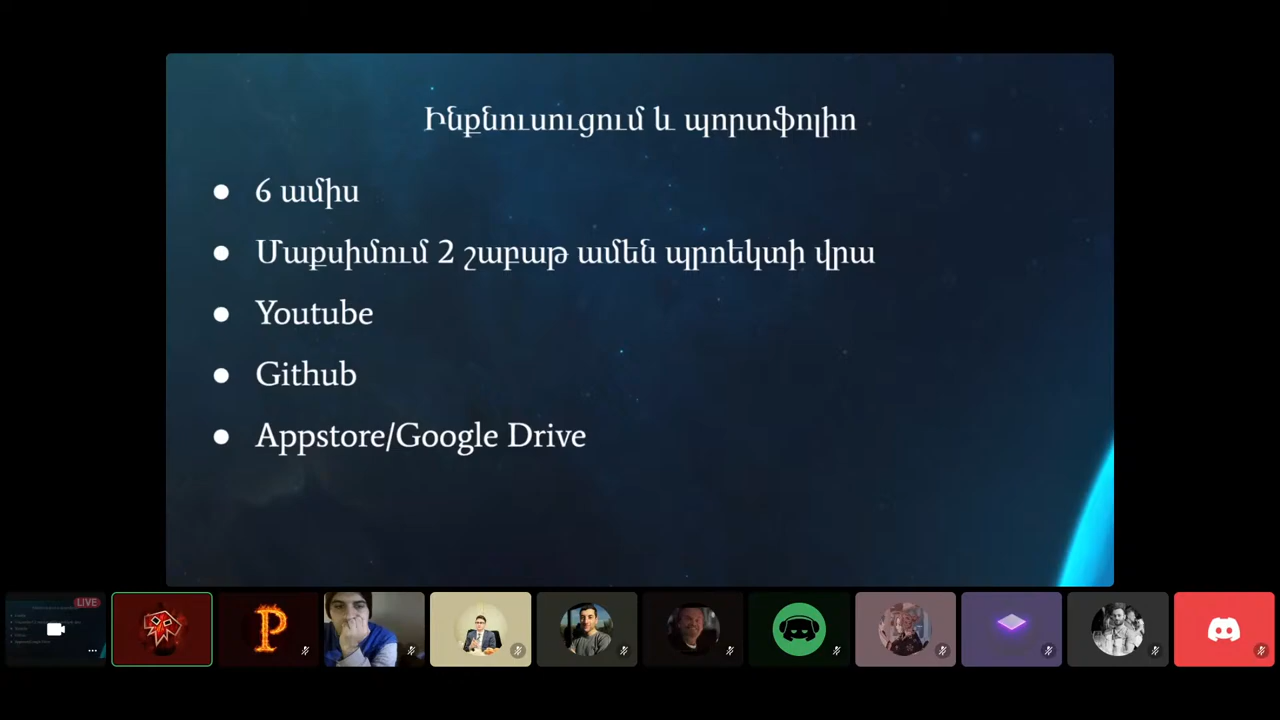 Ինքնուսուցում և պորտֆոլիո
● 6 ամիս
● Մաքսիմում 2 շաբաթ ամեն պրոեկտի վրա
● Youtube
● Github
● Appstore/Google Drive
LIVE
P